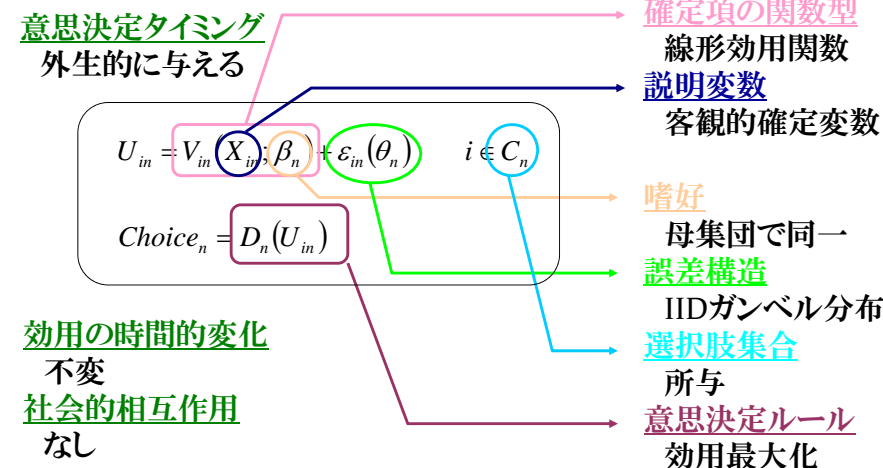 意思決定タイミング
外生的に与える
U_in = V_in(X_in; β_n) + ε_in(θ_n)  i ∈ C_n
Choice_n = D_n(U_in)
効用の時間的変化
不変
社会的相互作用
なし
確定項の関数型
線形効用関数
説明変数
客観的確定変数
嗜好
母集団で同一
誤差構造
IIDガンベル分布
選択肢集合
所与
意思決定ルール
効用最大化